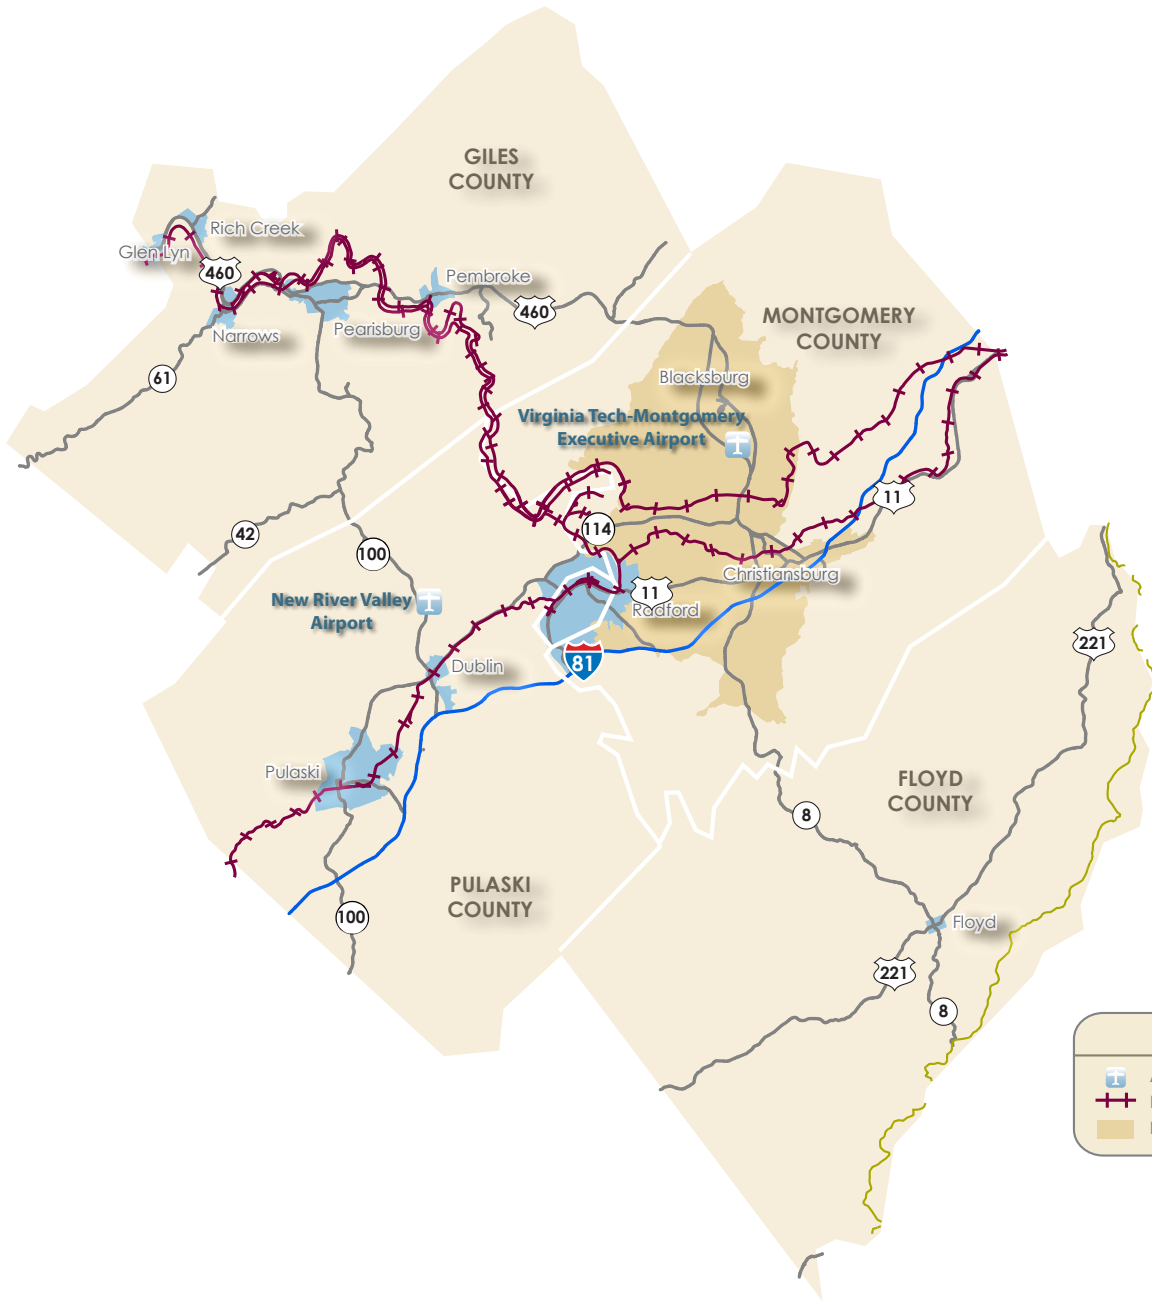 GILES
COUNTY
Rich Creek
Glen Lyn
460
Pembroke
460
Narrows
Pearisburg
MONTGOMERY
COUNTY
61
Blacksburg
Virginia Tech-Montgomery
Executive Airport
11
42
114
100
Christiansburg
New River Valley
Airport
11
Radford
221
81
Dublin
Pulaski
FLOYD
COUNTY
8
PULASKI
COUNTY
100
Floyd
221
8